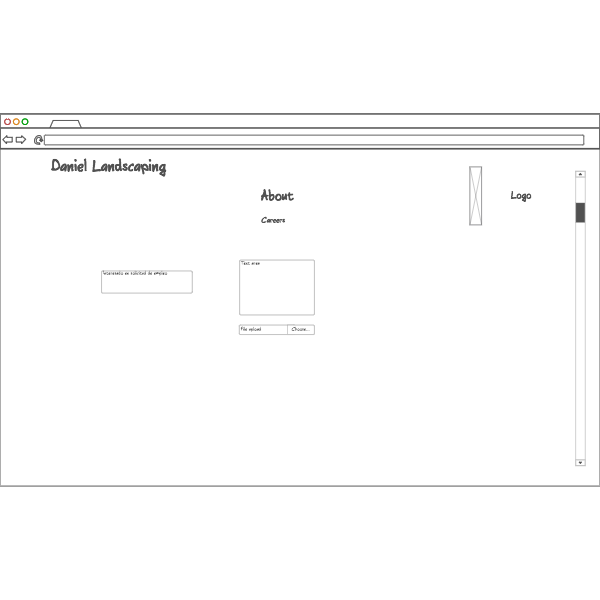 Daniel Landscaping
About
Logo
Careers
Text area
Interesado en solicitud de empleo
File upload
Choose...